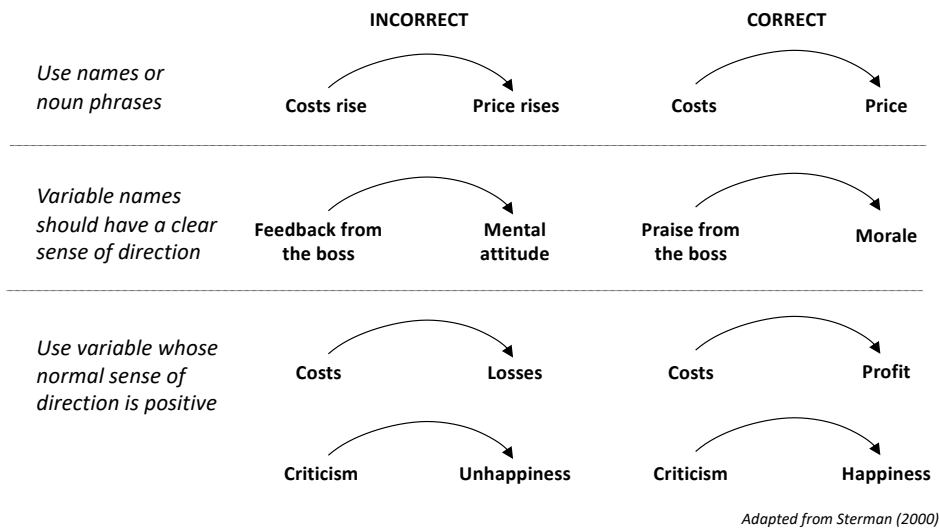 INCORRECT CORRECT
Use names or
noun phrases
Costs rise Price rises Costs Price
Variable names
should have a clear
sense of direction
Feedback from
the boss
Mental
attitude
Praise from
the boss
Morale
Use variable whose
normal sense of
direction is positive
Costs Losses Costs Profit
Criticism Unhappiness Criticism Happiness
Adapted from Sterman (2000)